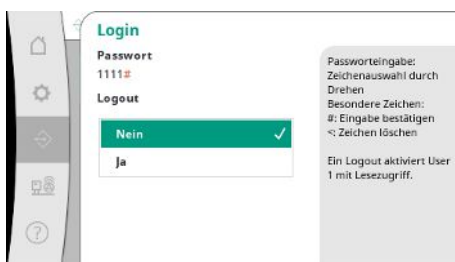 Login
Passwort
1111#
Logout
Nein
Ja
Passworteingabe:
Zeichenauswahl durch
Drehen
Besondere Zeichen:
#: Eingabe bestätigen
<: Zeichen löschen
Ein Logout aktiviert User
1 mit Lesezugriff.